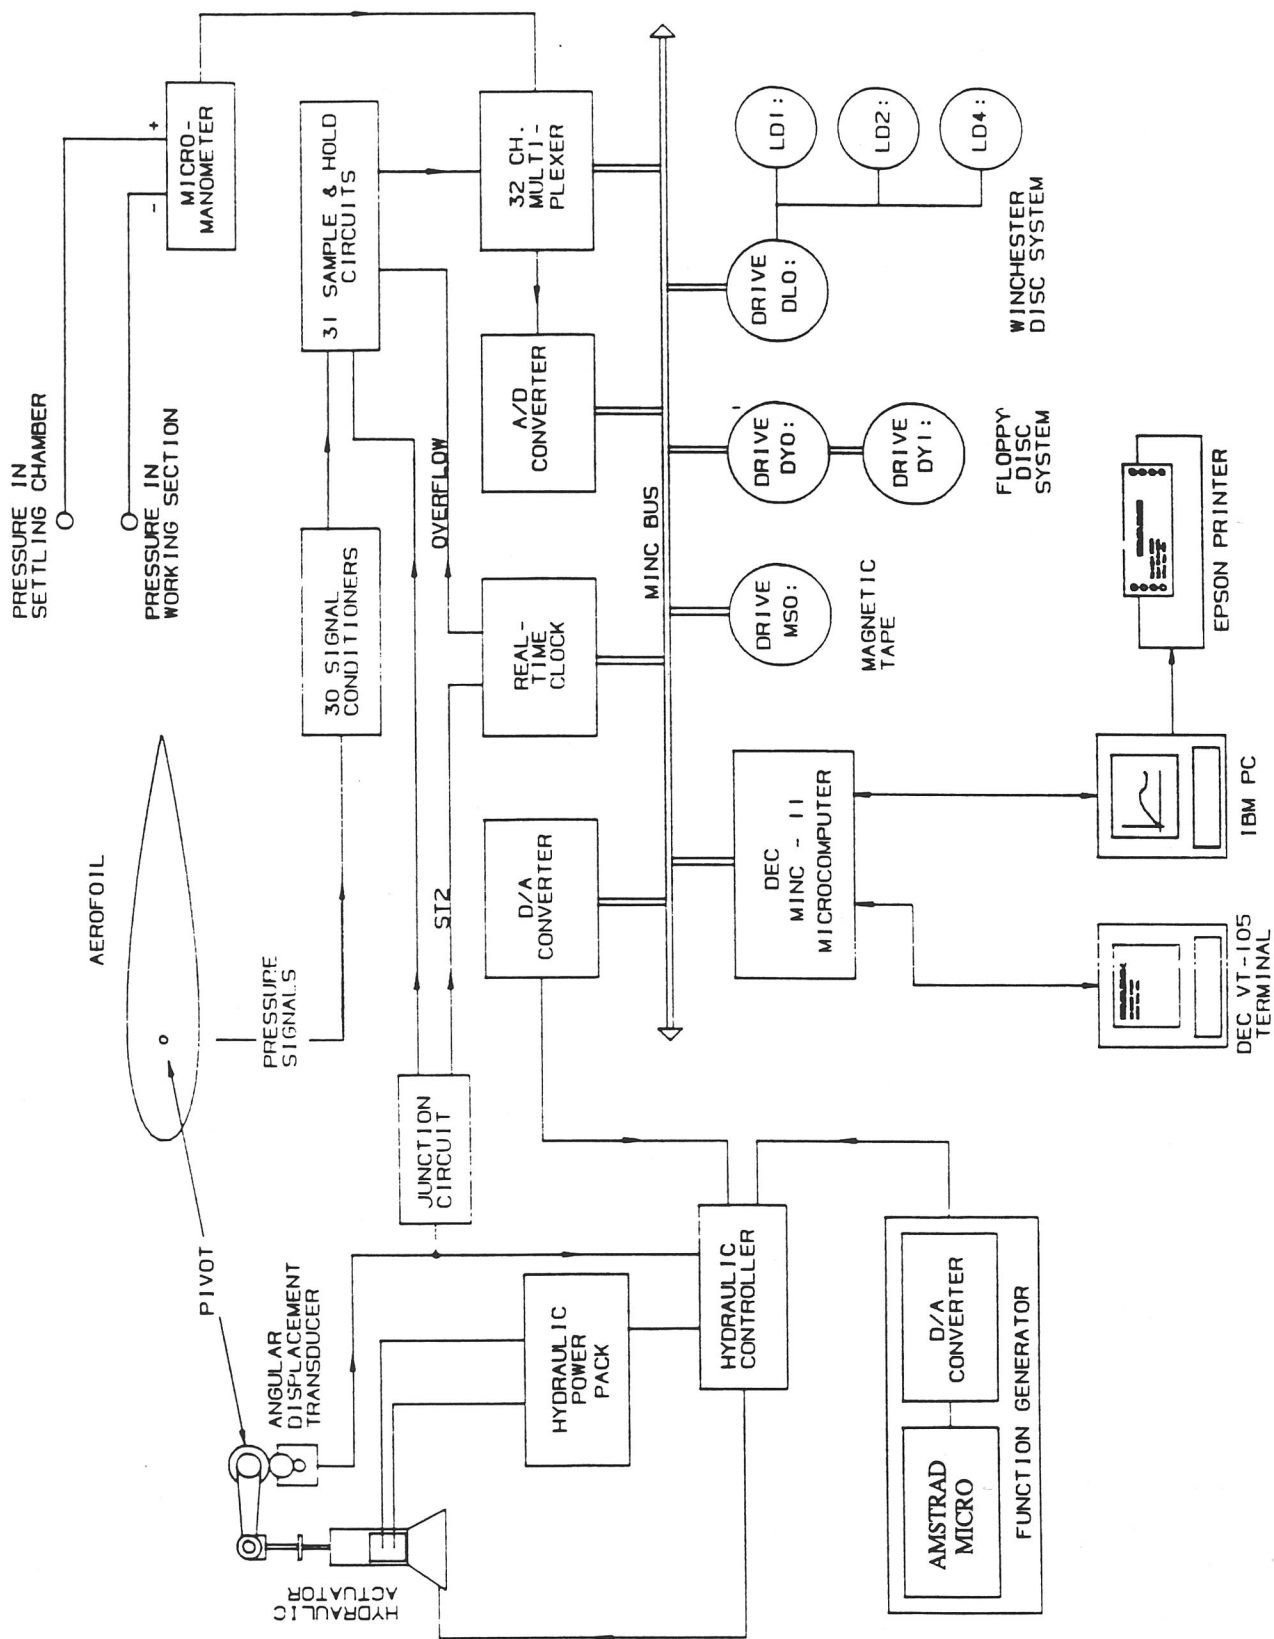 PRESSURE IN
SETTLING CHAMBER
PRESSURE IN
WORKING SECTION
+
-
MICRO-
MANOMETER
AEROFOIL
PIVOT
PRESSURE
SIGNALS
30 SIGNAL
CONDITIONERS
31 SAMPLE & HOLD
CIRCUITS
ANGULAR
DISPLACEMENT
TRANSDUCER
HYDRAULIC
ACTUATOR
JUNCTION
CIRCUIT
ST2
OVERFLOW
HYDRAULIC
POWER
PACK
D/A
CONVERTER
REAL-
TIME
CLOCK
A/D
CONVERTER
32 CH.
MULTI-
PLEXER
MINC BUS
HYDRAULIC
CONTROLLER
DEC
MINC - 11
MICROCOMPUTER
DRIVE
MS0:
MAGNETIC
TAPE
DRIVE
DY0:
DRIVE
DY1:
FLOPPY
DISC
SYSTEM
DRIVE
DL0:
LD1:
LD2:
LD4:
WINCHESTER
DISC SYSTEM
AMSTRAD
MICRO
D/A
CONVERTER
FUNCTION GENERATOR
DEC VT-105
TERMINAL
IBM PC
EPSON PRINTER